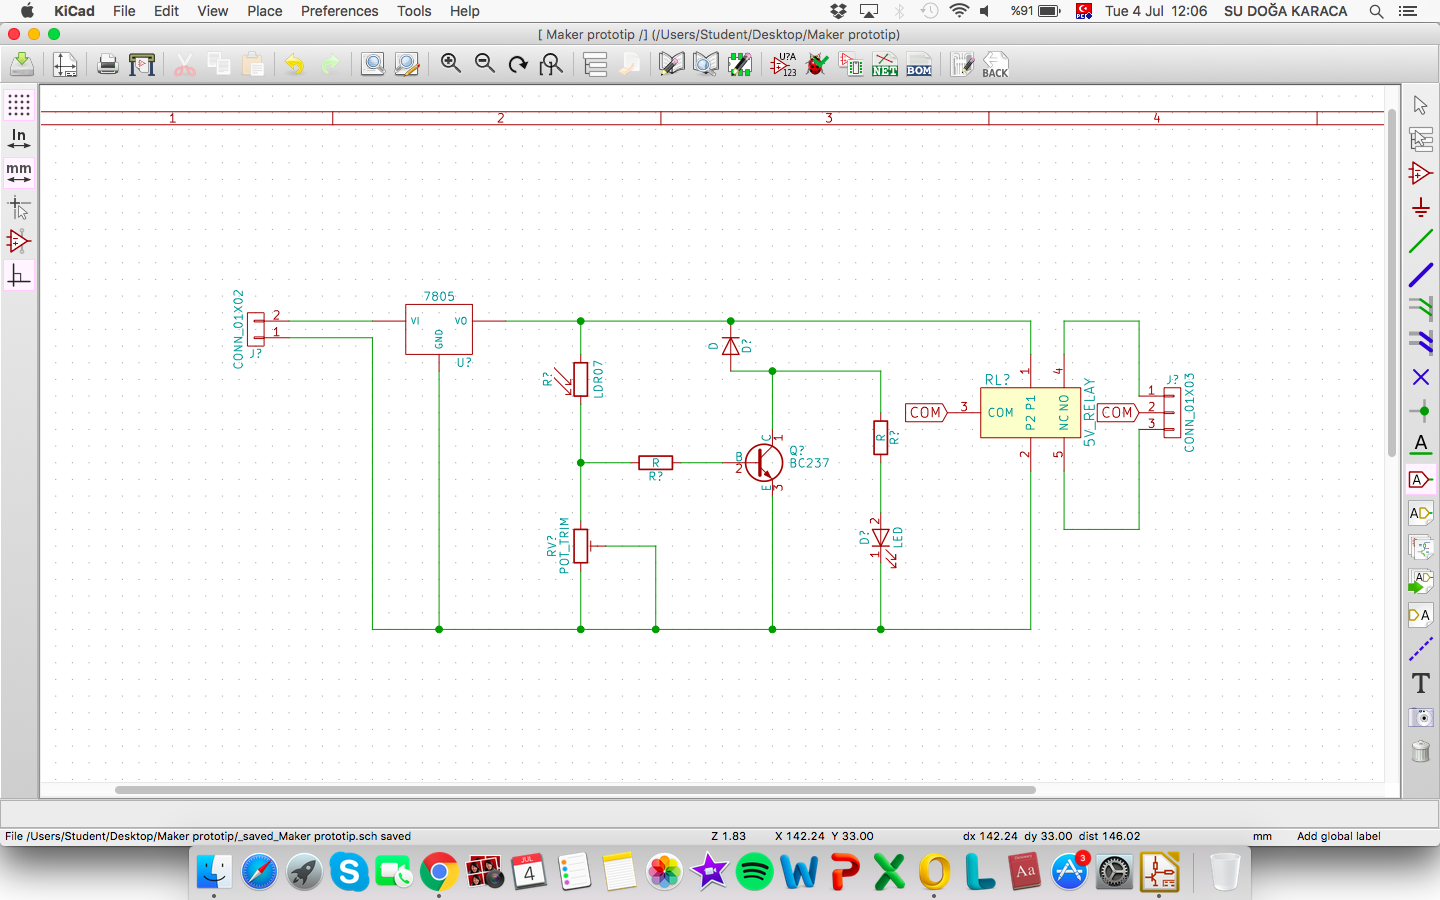 KiCad File Edit View Place Preferences Tools Help %91 Tue 4 Jul 12:06 SU DOĞA KARACA
[ Maker prototip /] (/Users/Student/Desktop/Maker prototip)
U?A
123
NET
BOM
BACK
In
mm
1 2 3 4
CONN_01X02
2
1
J?
7805
VI VO
GND
U?
R?
LDR07
D
D?
R
R?
RV?
POT_TRIM
B
2
C
1
E
3
Q?
BC237
R
R?
D?
2
1
LED
COM
3
RL?
COM
P2 P1
NC NO
1
4
2
5
5V_RELAY
COM
J?
1
2
3
CONN_01X03
A
A
AD
AD
DA
T
File /Users/Student/Desktop/Maker prototip/_saved_Maker prototip.sch saved Z 1.83 X 142.24 Y 33.00 dx 142.24 dy 33.00 dist 146.02 mm Add global label
JUL
4
Aa
3